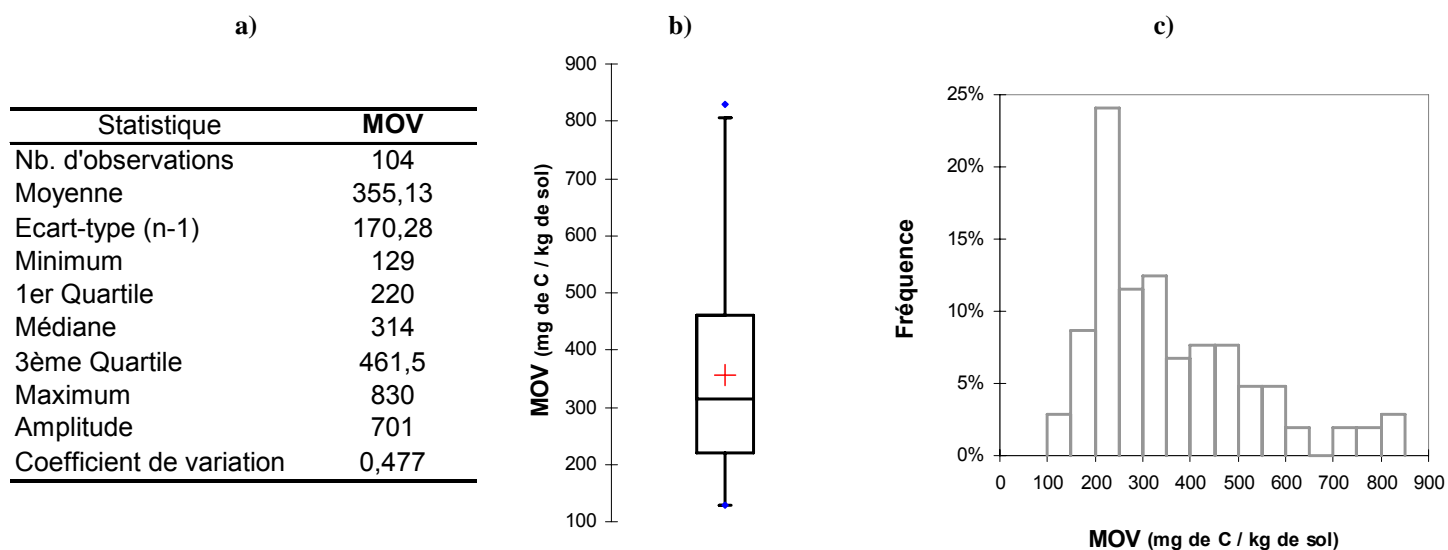 a)
Statistique MOV
Nb. d'observations 104
Moyenne 355,13
Ecart-type (n-1) 170,28
Minimum 129
1er Quartile 220
Médiane 314
3ème Quartile 461,5
Maximum 830
Amplitude 701
Coefficient de variation 0,477
b)
MOV (mg de C / kg de sol)
900
800
700
600
500
400
300
200
100
c)
Fréquence
25%
20%
15%
10%
5%
0%
0 100 200 300 400 500 600 700 800 900
MOV (mg de C / kg de sol)